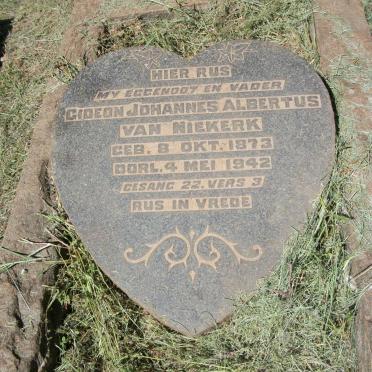 HIER RUS
MY EGGENOOT EN VADER
GIDEON JOHANNES ALBERTUS
VAN NIEKERK
GEB. 8 OKT. 1873
OORL. 4 MEI 1942
GESANG 22, VERS 3
RUS IN VREDE